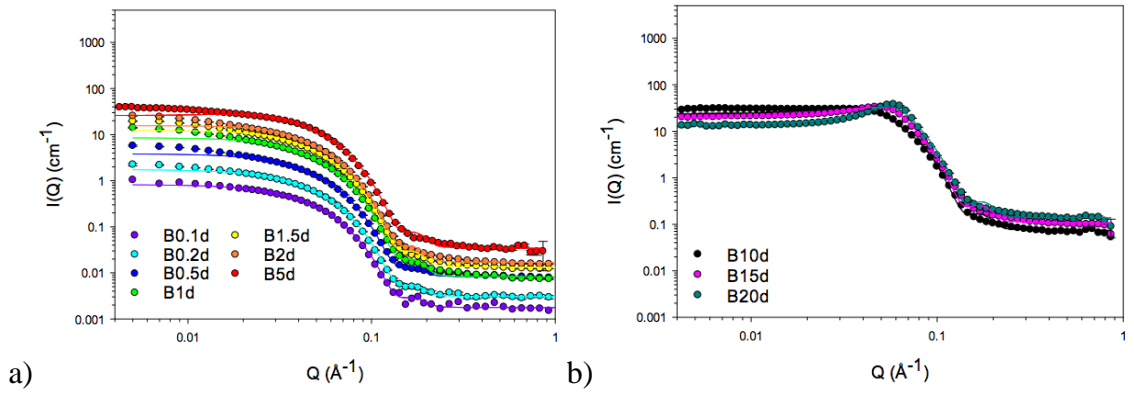 1000
100
10
1
0.1
0.01
0.001
I(Q) (cm⁻¹)
B0.1d B1.5d
B0.2d B2d
B0.5d B5d
B1d
0.01 0.1 1
Q (Å⁻¹)
a)
1000
100
10
1
0.1
0.01
0.001
I(Q) (cm⁻¹)
B10d
B15d
B20d
0.01 0.1 1
Q (Å⁻¹)
b)